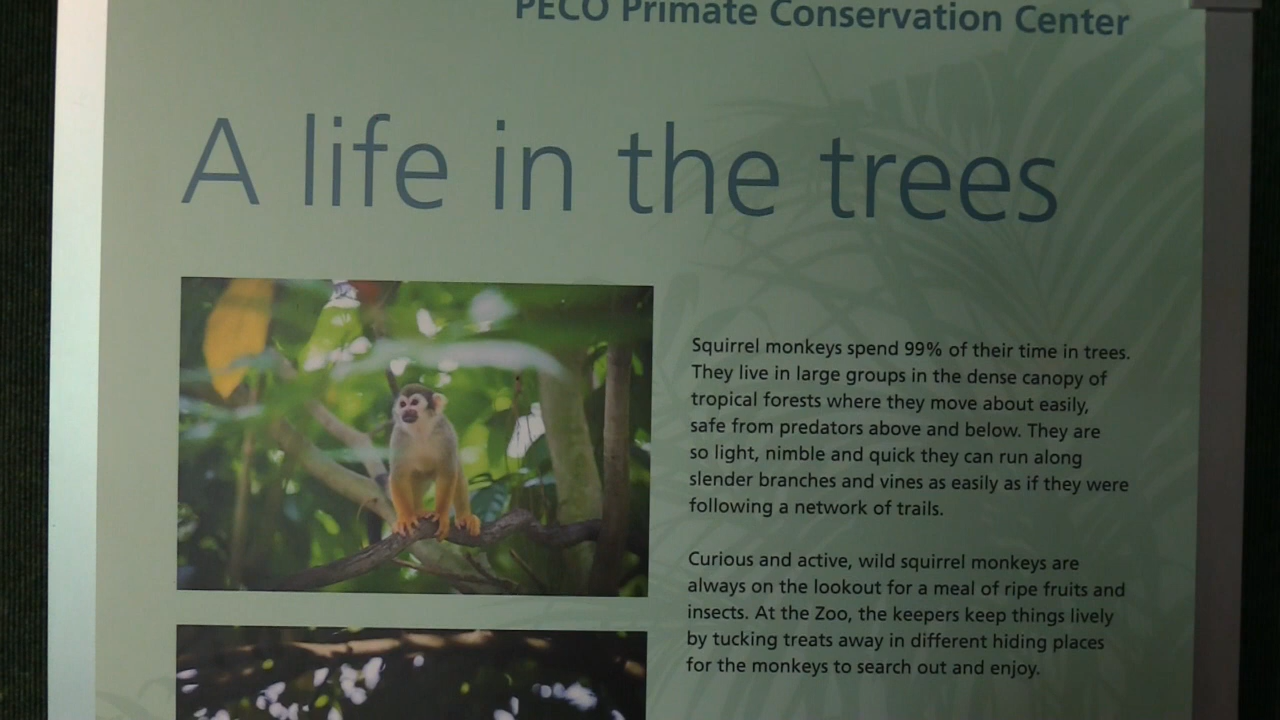 PECO Primate Conservation Center
A life in the trees
Squirrel monkeys spend 99% of their time in trees.
They live in large groups in the dense canopy of
tropical forests where they move about easily,
safe from predators above and below. They are
so light, nimble and quick they can run along
slender branches and vines as easily as if they were
following a network of trails.
Curious and active, wild squirrel monkeys are
always on the lookout for a meal of ripe fruits and
insects. At the Zoo, the keepers keep things lively
by tucking treats away in different hiding places
for the monkeys to search out and enjoy.